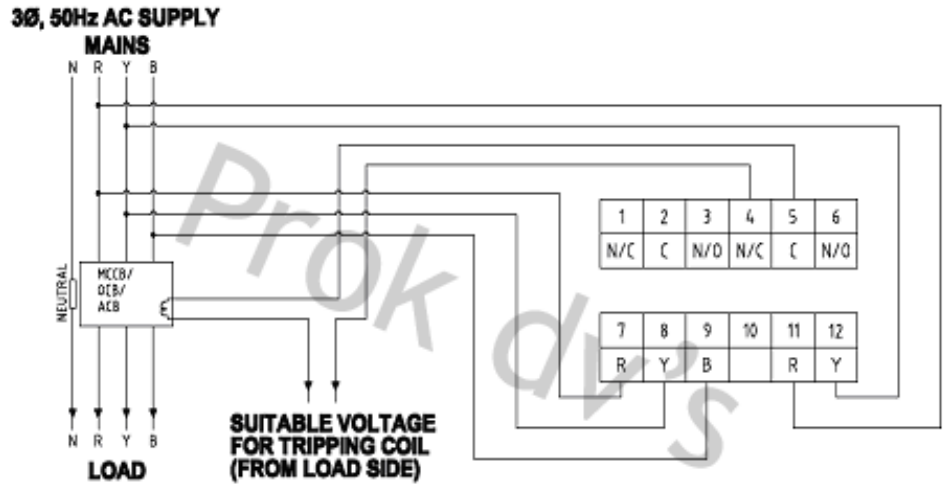 3Ø, 50Hz AC SUPPLY
MAINS
N R Y B
1 2 3 4 5 6
N/C C N/O N/C C N/O
MCCB/
OCB/
ACB
NEUTRAL
7 8 9 10 11 12
R Y B R Y
SUITABLE VOLTAGE
FOR TRIPPING COIL
(FROM LOAD SIDE)
N R Y B
LOAD
Prok dv's